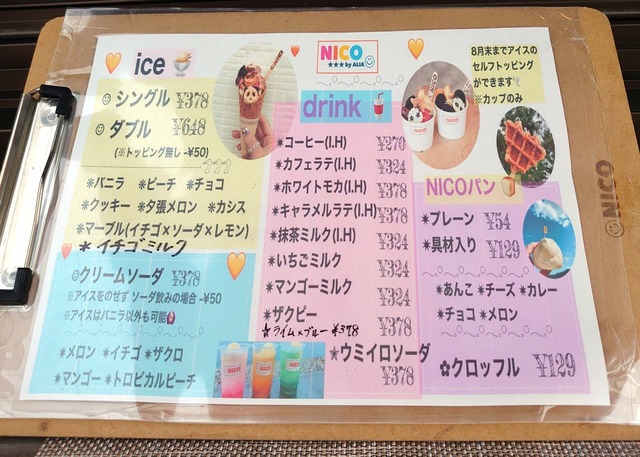 ice
シングル ¥378
ダブル ¥648
(※トッピング無し -¥50)
＊バニラ ＊ピーチ ＊チョコ
＊クッキー ＊夕張メロン ＊カシス
＊マーブル(イチゴ×ソーダ×レモン)
＊イチゴミルク
クリームソーダ ¥378
※アイスをのせず ソーダ飲みの場合 -¥50
※アイスはバニラ以外も可能
＊メロン ＊イチゴ ＊ザクロ
＊マンゴー ＊トロピカルピーチ
NICO
★★★ by ALIA
drink
＊コーヒー(I.H) ¥270
＊カフェラテ(I.H) ¥324
＊ホワイトモカ(I.H) ¥378
＊キャラメルラテ(I.H) ¥378
＊抹茶ミルク(I.H) ¥324
＊いちごミルク ¥324
＊マンゴーミルク ¥324
＊ザクピー ¥378
★ライム×ブルー ¥378
★ウミイロソーダ ¥378
8月末までアイスの
セルフトッピング
ができます
※カップのみ
NICOパン
＊プレーン ¥54
＊具材入り ¥129
＊あんこ ＊チーズ ＊カレー
＊チョコ ＊メロン
✿クロッフル ¥129
NICO
NICO
NICO
NICO
NICO
NICO